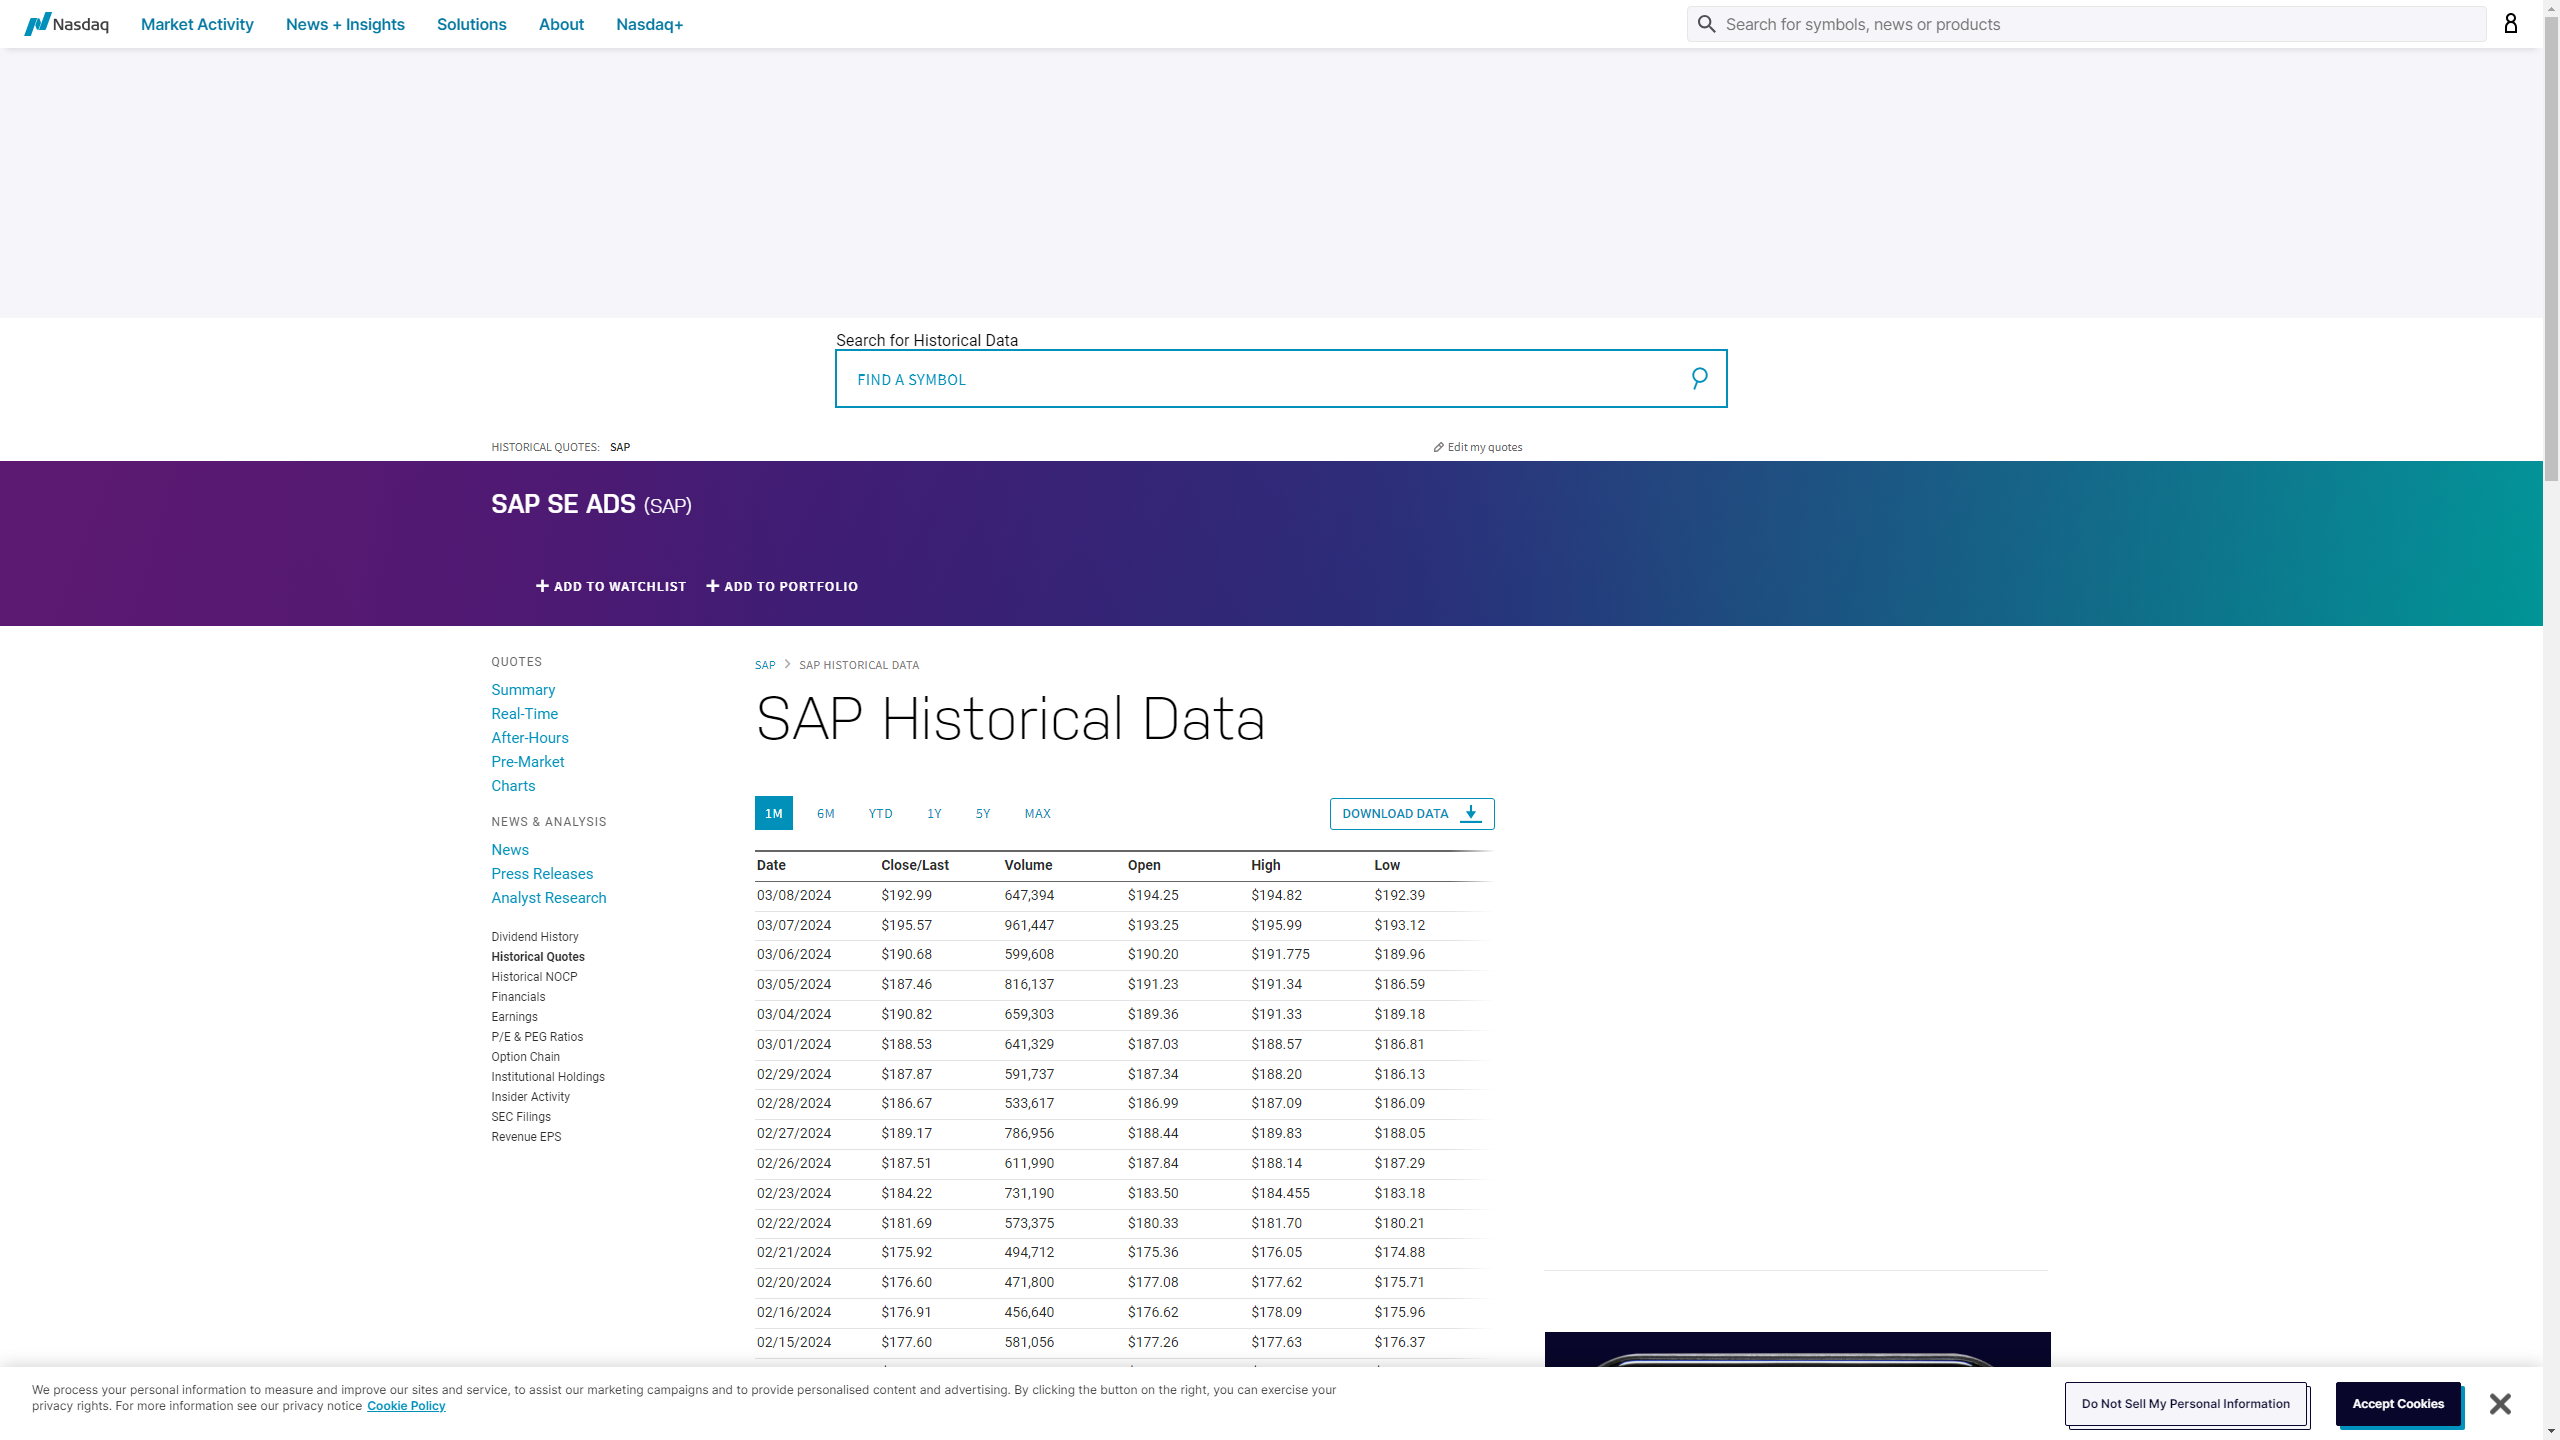 Nasdaq Market Activity News + Insights Solutions About Nasdaq+ Search for symbols, news or products
Search for Historical Data
FIND A SYMBOL
HISTORICAL QUOTES: SAP Edit my quotes
SAP SE ADS (SAP)
ADD TO WATCHLIST ADD TO PORTFOLIO
QUOTES
Summary
Real-Time
After-Hours
Pre-Market
Charts
NEWS & ANALYSIS
News
Press Releases
Analyst Research
Dividend History
Historical Quotes
Historical NOCP
Financials
Earnings
P/E & PEG Ratios
Option Chain
Institutional Holdings
Insider Activity
SEC Filings
Revenue EPS
SAP > SAP HISTORICAL DATA
SAP Historical Data
1M 6M YTD 1Y 5Y MAX DOWNLOAD DATA
Date Close/Last Volume Open High Low
03/08/2024 $192.99 647,394 $194.25 $194.82 $192.39
03/07/2024 $195.57 961,447 $193.25 $195.99 $193.12
03/06/2024 $190.68 599,608 $190.20 $191.775 $189.96
03/05/2024 $187.46 816,137 $191.23 $191.34 $186.59
03/04/2024 $190.82 659,303 $189.36 $191.33 $189.18
03/01/2024 $188.53 641,329 $187.03 $188.57 $186.81
02/29/2024 $187.87 591,737 $187.34 $188.20 $186.13
02/28/2024 $186.67 533,617 $186.99 $187.09 $186.09
02/27/2024 $189.17 786,956 $188.44 $189.83 $188.05
02/26/2024 $187.51 611,990 $187.84 $188.14 $187.29
02/23/2024 $184.22 731,190 $183.50 $184.455 $183.18
02/22/2024 $181.69 573,375 $180.33 $181.70 $180.21
02/21/2024 $175.92 494,712 $175.36 $176.05 $174.88
02/20/2024 $176.60 471,800 $177.08 $177.62 $175.71
02/16/2024 $176.91 456,640 $176.62 $178.09 $175.96
02/15/2024 $177.60 581,056 $177.26 $177.63 $176.37
We process your personal information to measure and improve our sites and service, to assist our marketing campaigns and to provide personalised content and advertising. By clicking the button on the right, you can exercise your
privacy rights. For more information see our privacy notice Cookie Policy
Do Not Sell My Personal Information Accept Cookies